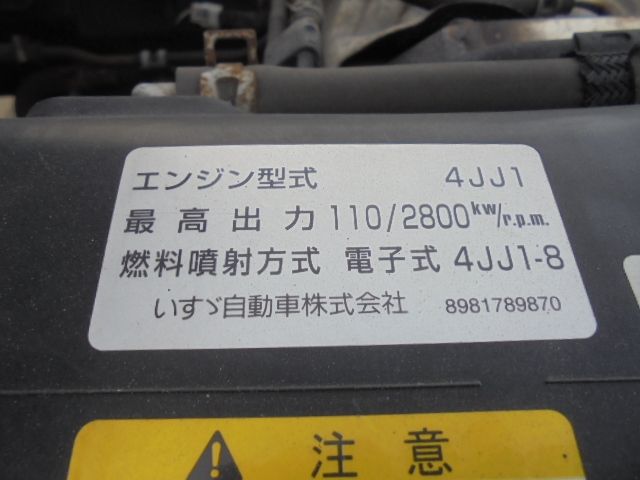 エンジン型式 4JJ1
最高出力 110/2800kW/r.p.m.
燃料噴射方式 電子式 4JJ1-8
いすゞ自動車株式会社 8981789870
注意